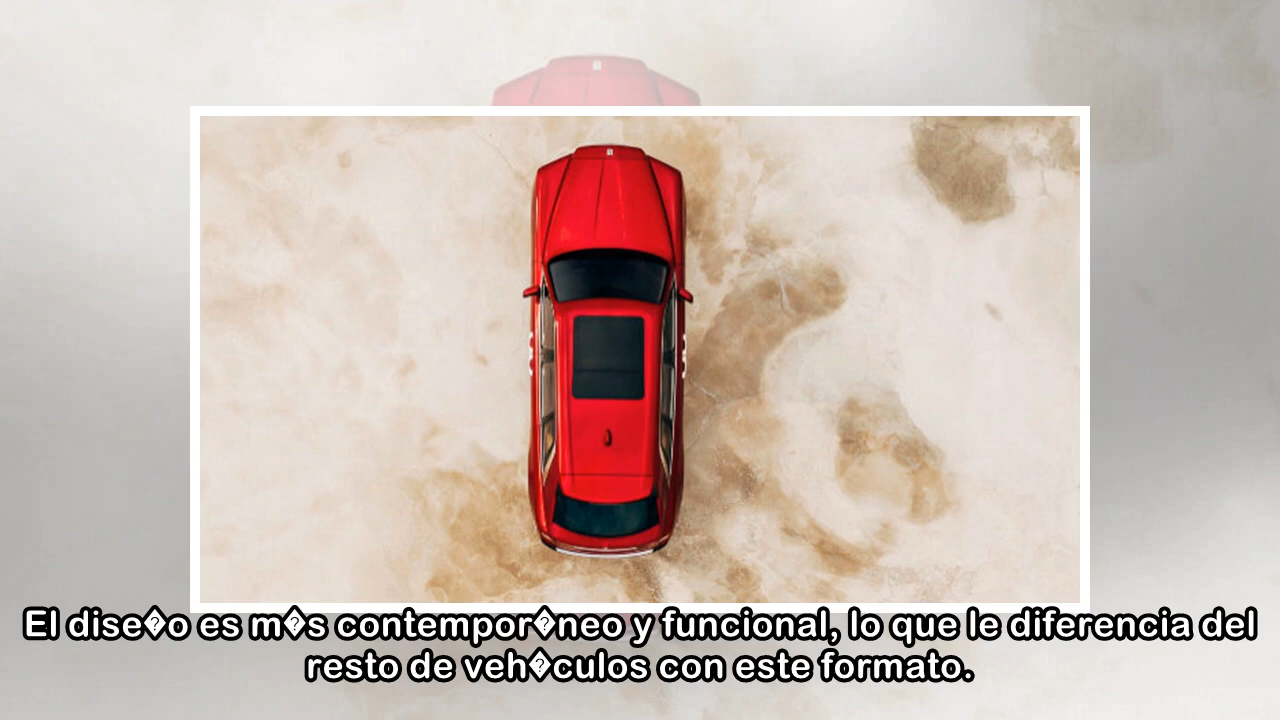 El dise�o es m�s contempor�neo y funcional, lo que le diferencia del
resto de veh�culos con este formato.